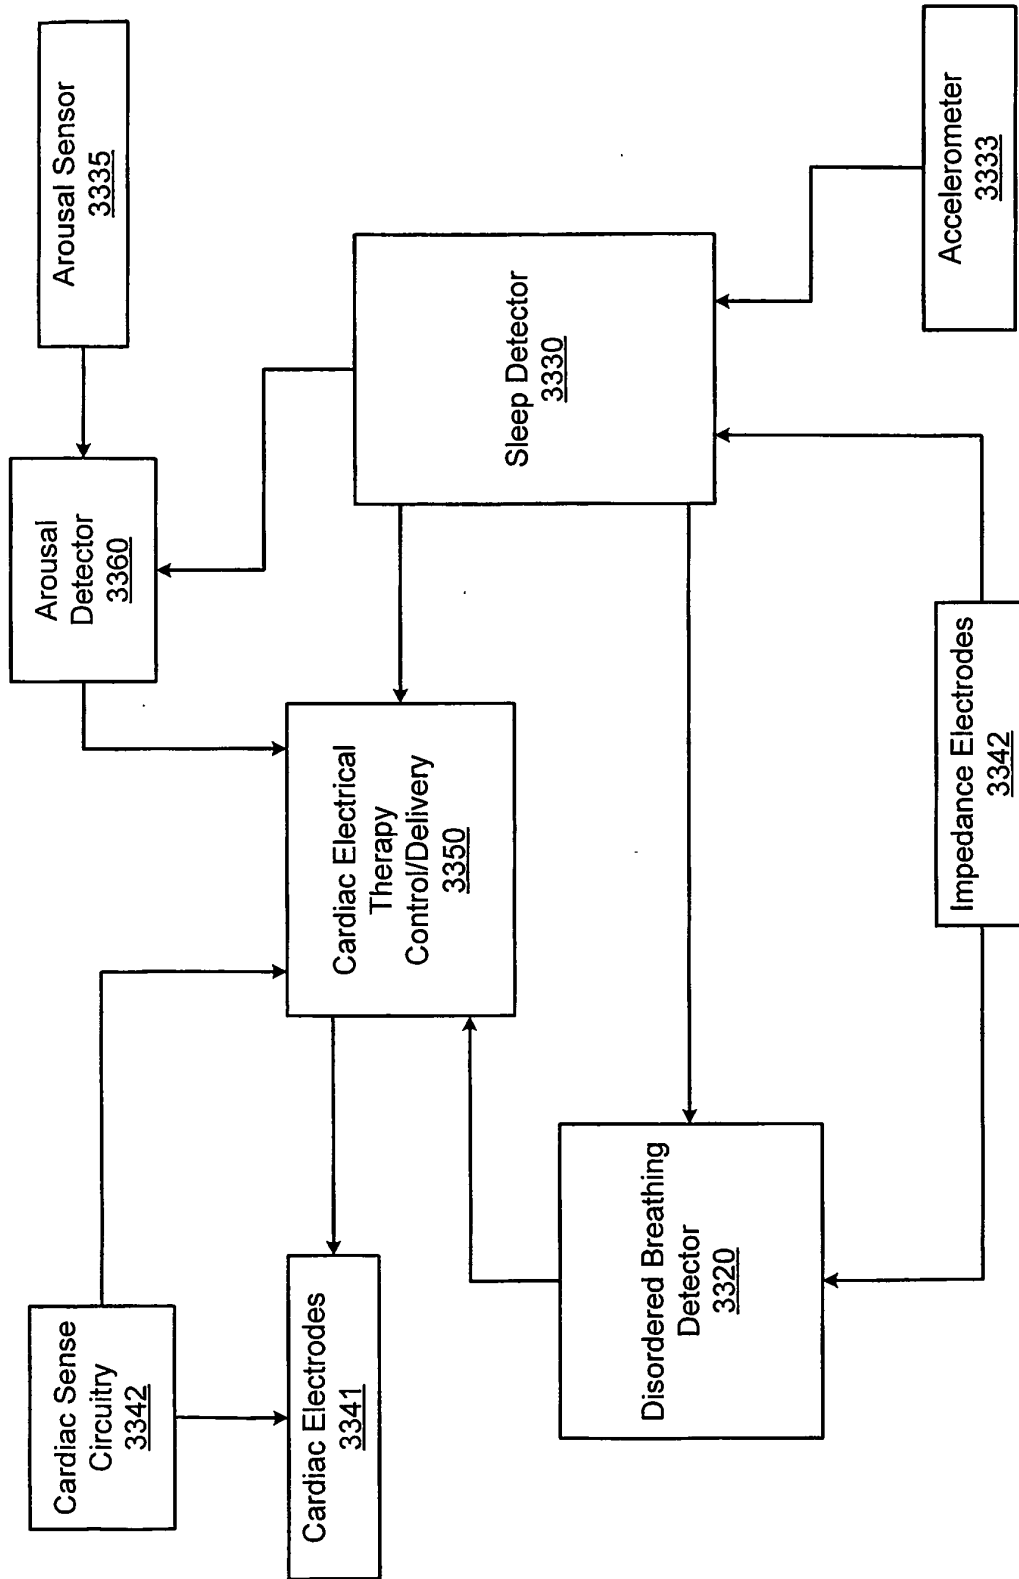 Cardiac Sense
Circuitry
3342
Arousal
Detector
3360
Arousal Sensor
3335
Cardiac Electrodes
3341
Cardiac Electrical
Therapy
Control/Delivery
3350
Sleep Detector
3330
Disordered Breathing
Detector
3320
Impedance Electrodes
3342
Accelerometer
3333